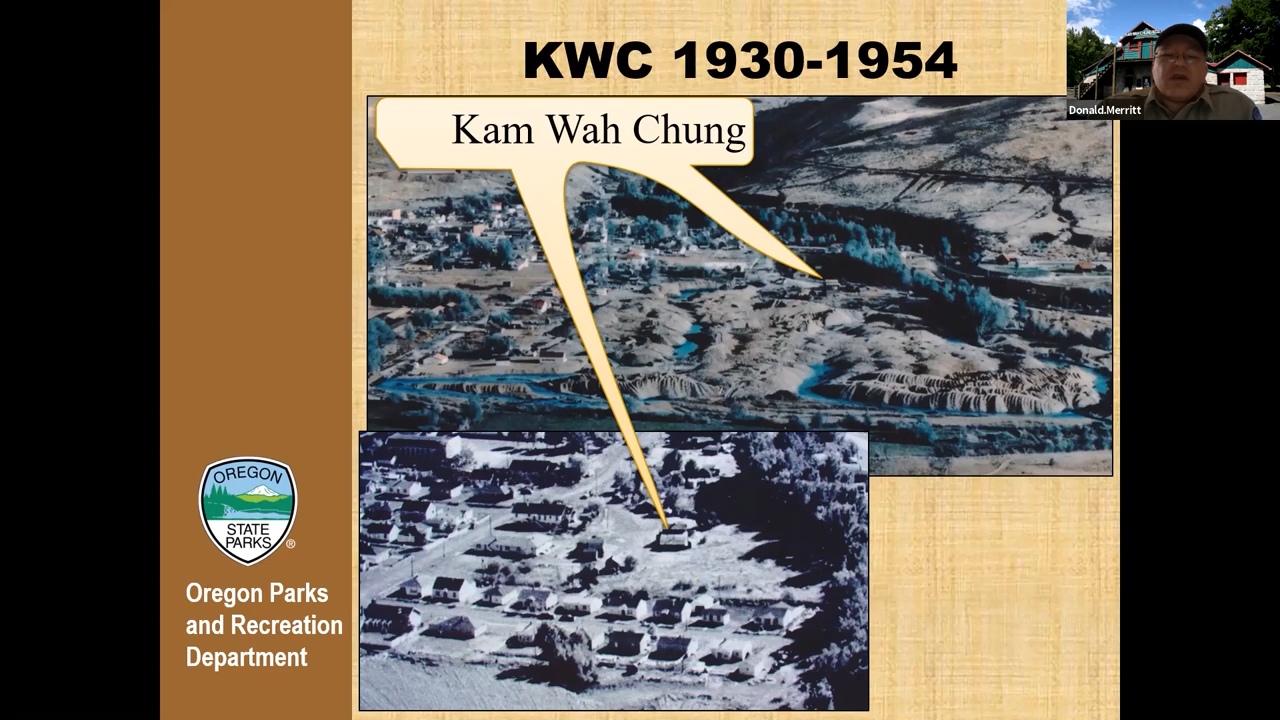 KWC 1930-1954
Donald.Merritt
Kam Wah Chung
OREGON
STATE
PARKS
®
Oregon Parks
and Recreation
Department